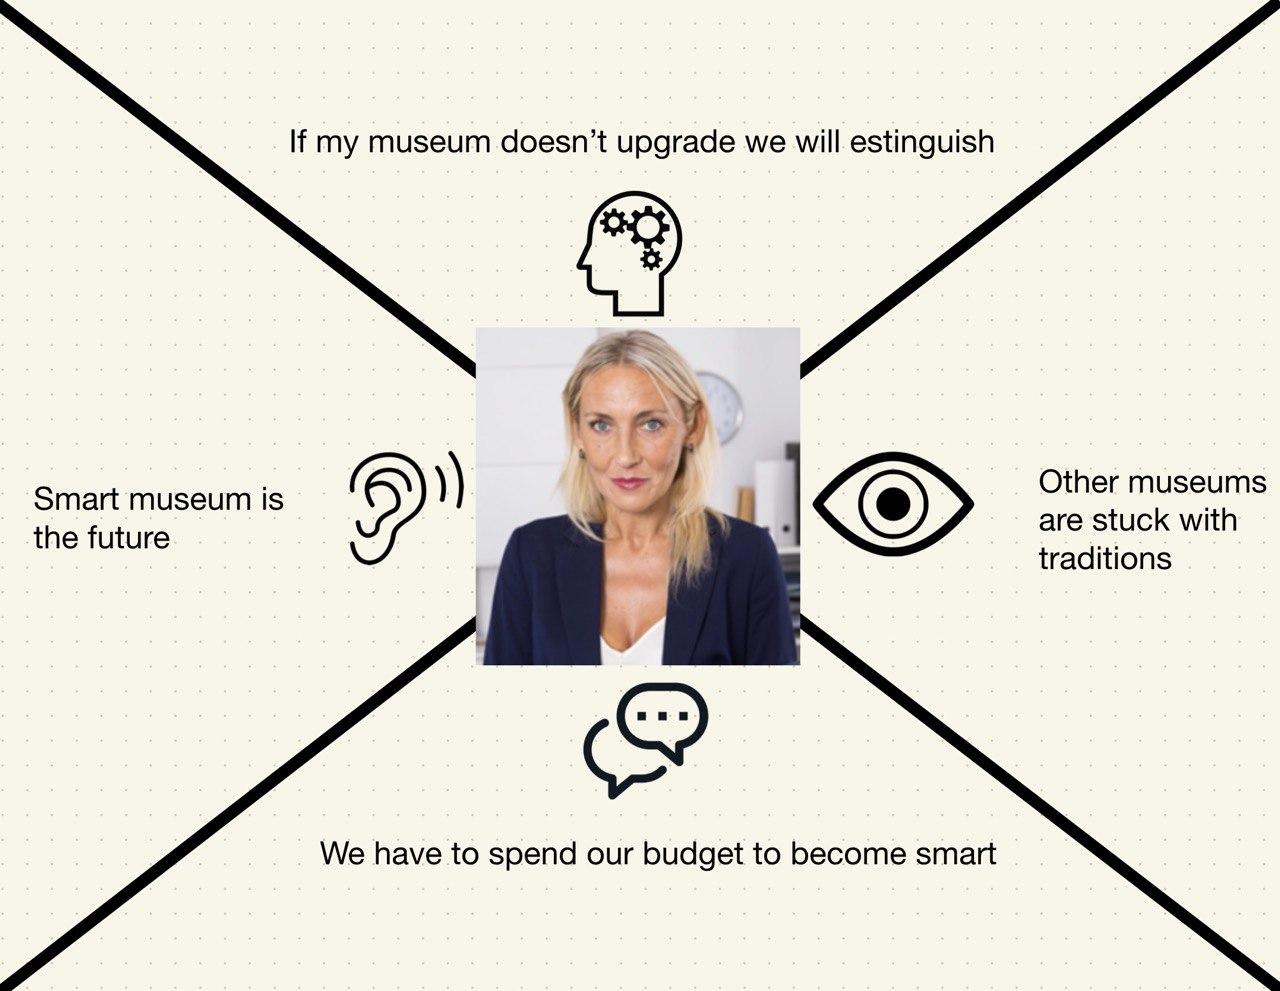 If my museum doesn’t upgrade we will estinguish
Smart museum is
the future
Other museums
are stuck with
traditions
We have to spend our budget to become smart